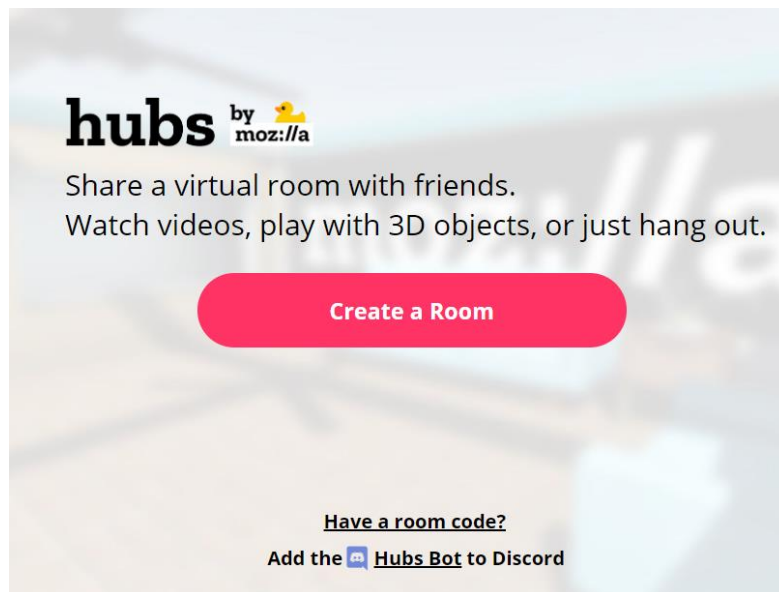 hubs by
moz://a
Share a virtual room with friends.
Watch videos, play with 3D objects, or just hang out.
Create a Room
Have a room code?
Add the Hubs Bot to Discord